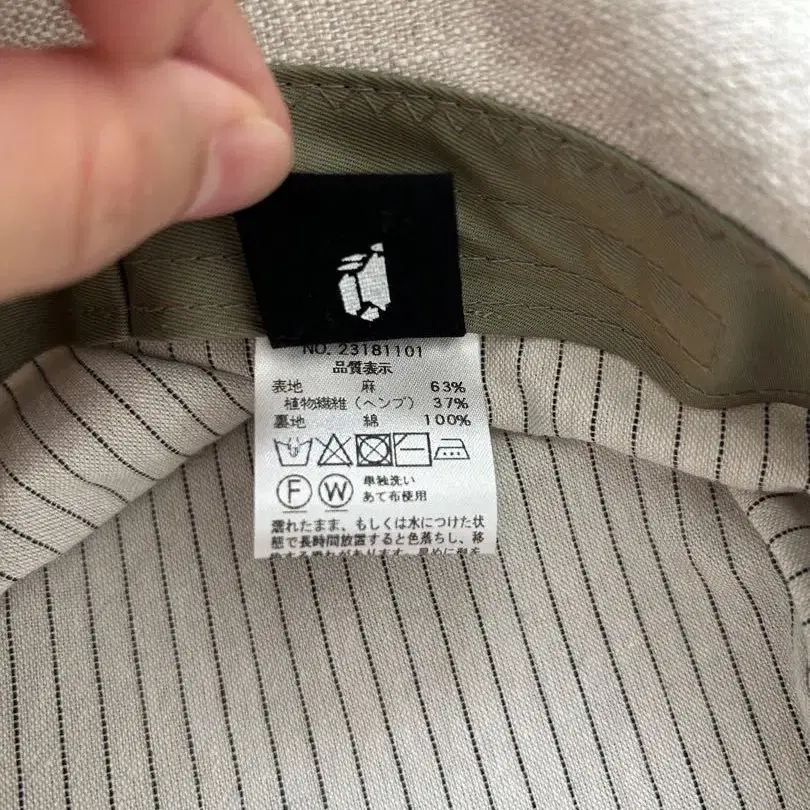 NO. 23181101
品質表示
表地 麻 63%
植物繊維（ヘンプ） 37%
裏地 綿 100%
F W 単独洗い
あて布使用
濡れたまま、もしくは水につけた状
態で長時間放置すると色落ちし、移